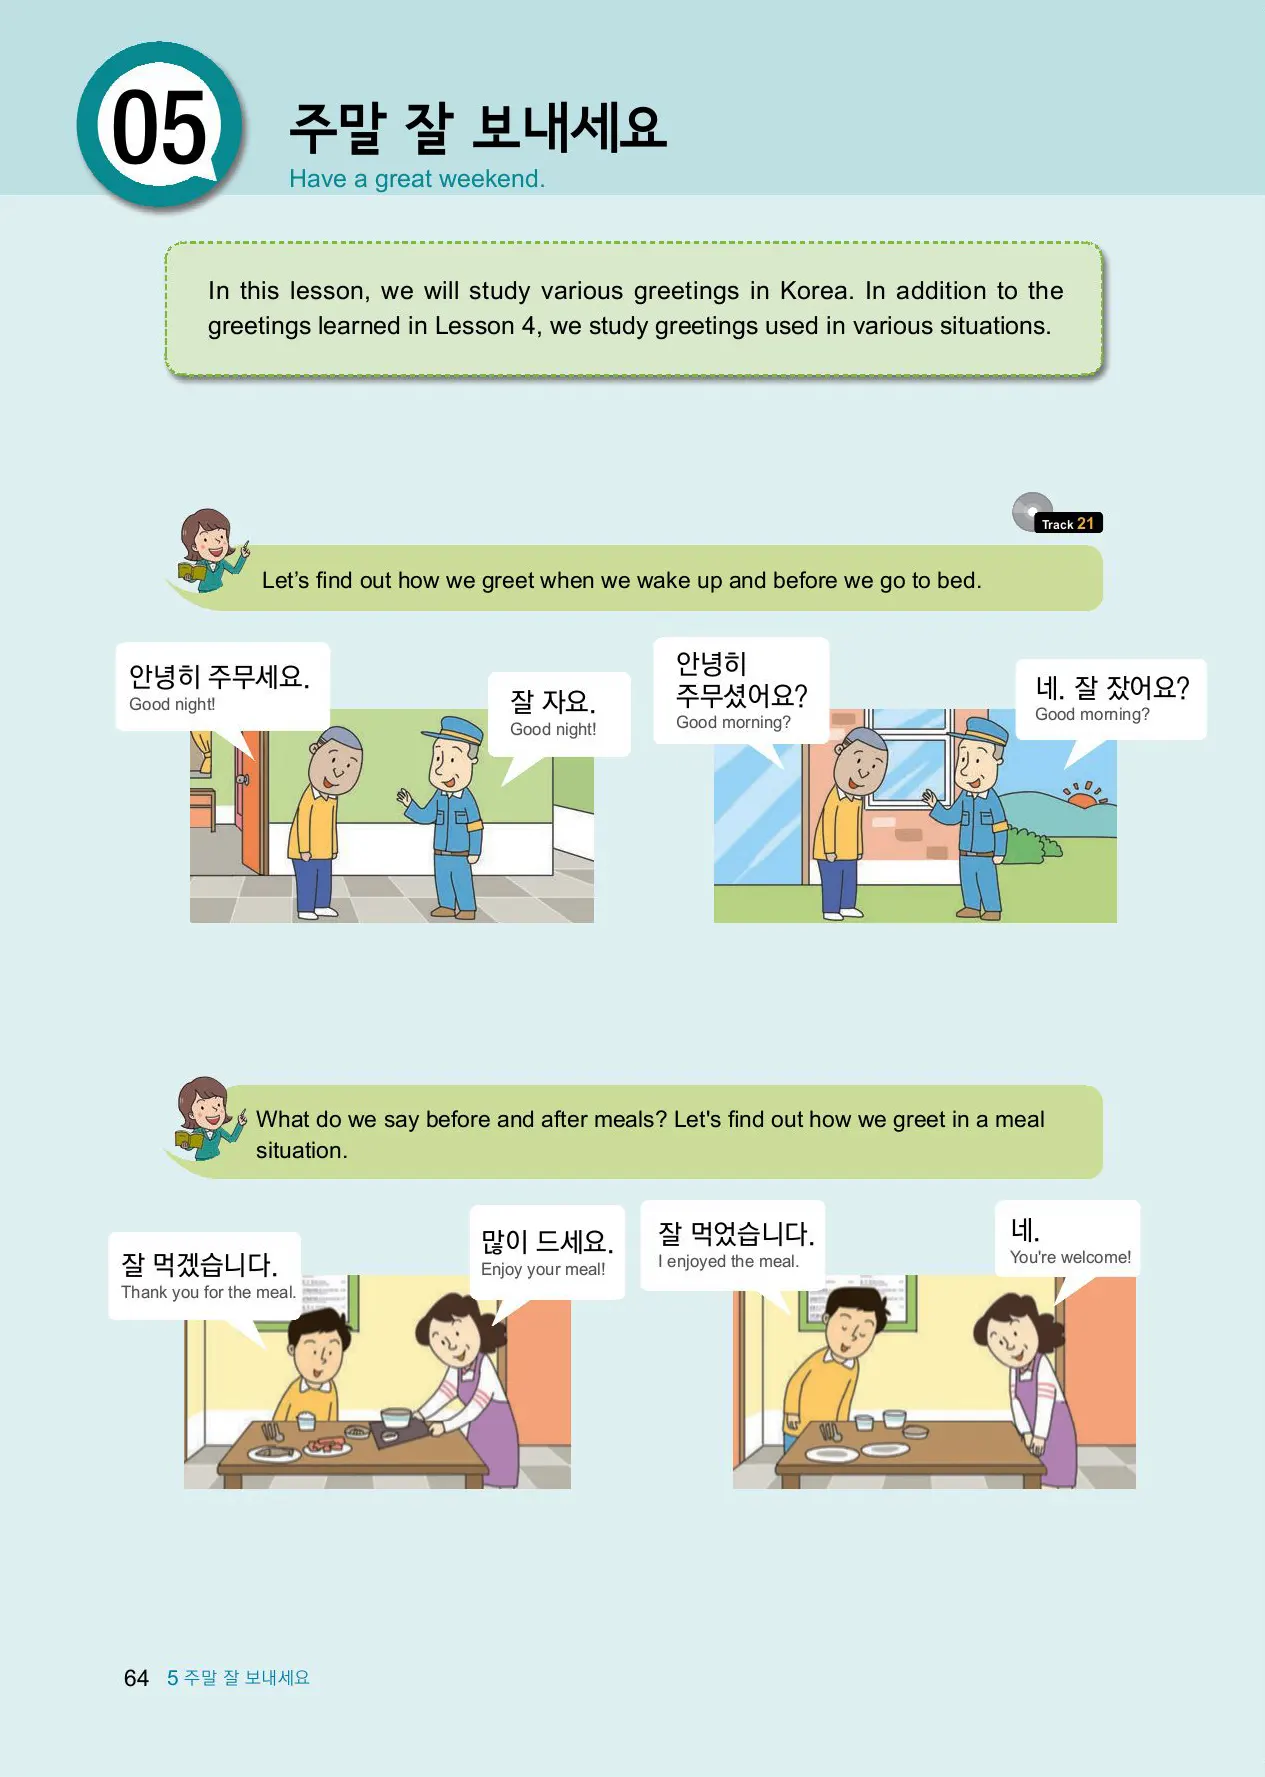 05
주말 잘 보내세요
Have a great weekend.
In this lesson, we will study various greetings in Korea. In addition to the
greetings learned in Lesson 4, we study greetings used in various situations.
Track 21
Let’s find out how we greet when we wake up and before we go to bed.
안녕히 주무세요.
Good night!
잘 자요.
Good night!
안녕히
주무셨어요?
Good morning?
네. 잘 잤어요?
Good morning?
What do we say before and after meals? Let's find out how we greet in a meal
situation.
잘 먹겠습니다.
Thank you for the meal.
많이 드세요.
Enjoy your meal!
잘 먹었습니다.
I enjoyed the meal.
네.
You're welcome!
64 5 주말 잘 보내세요